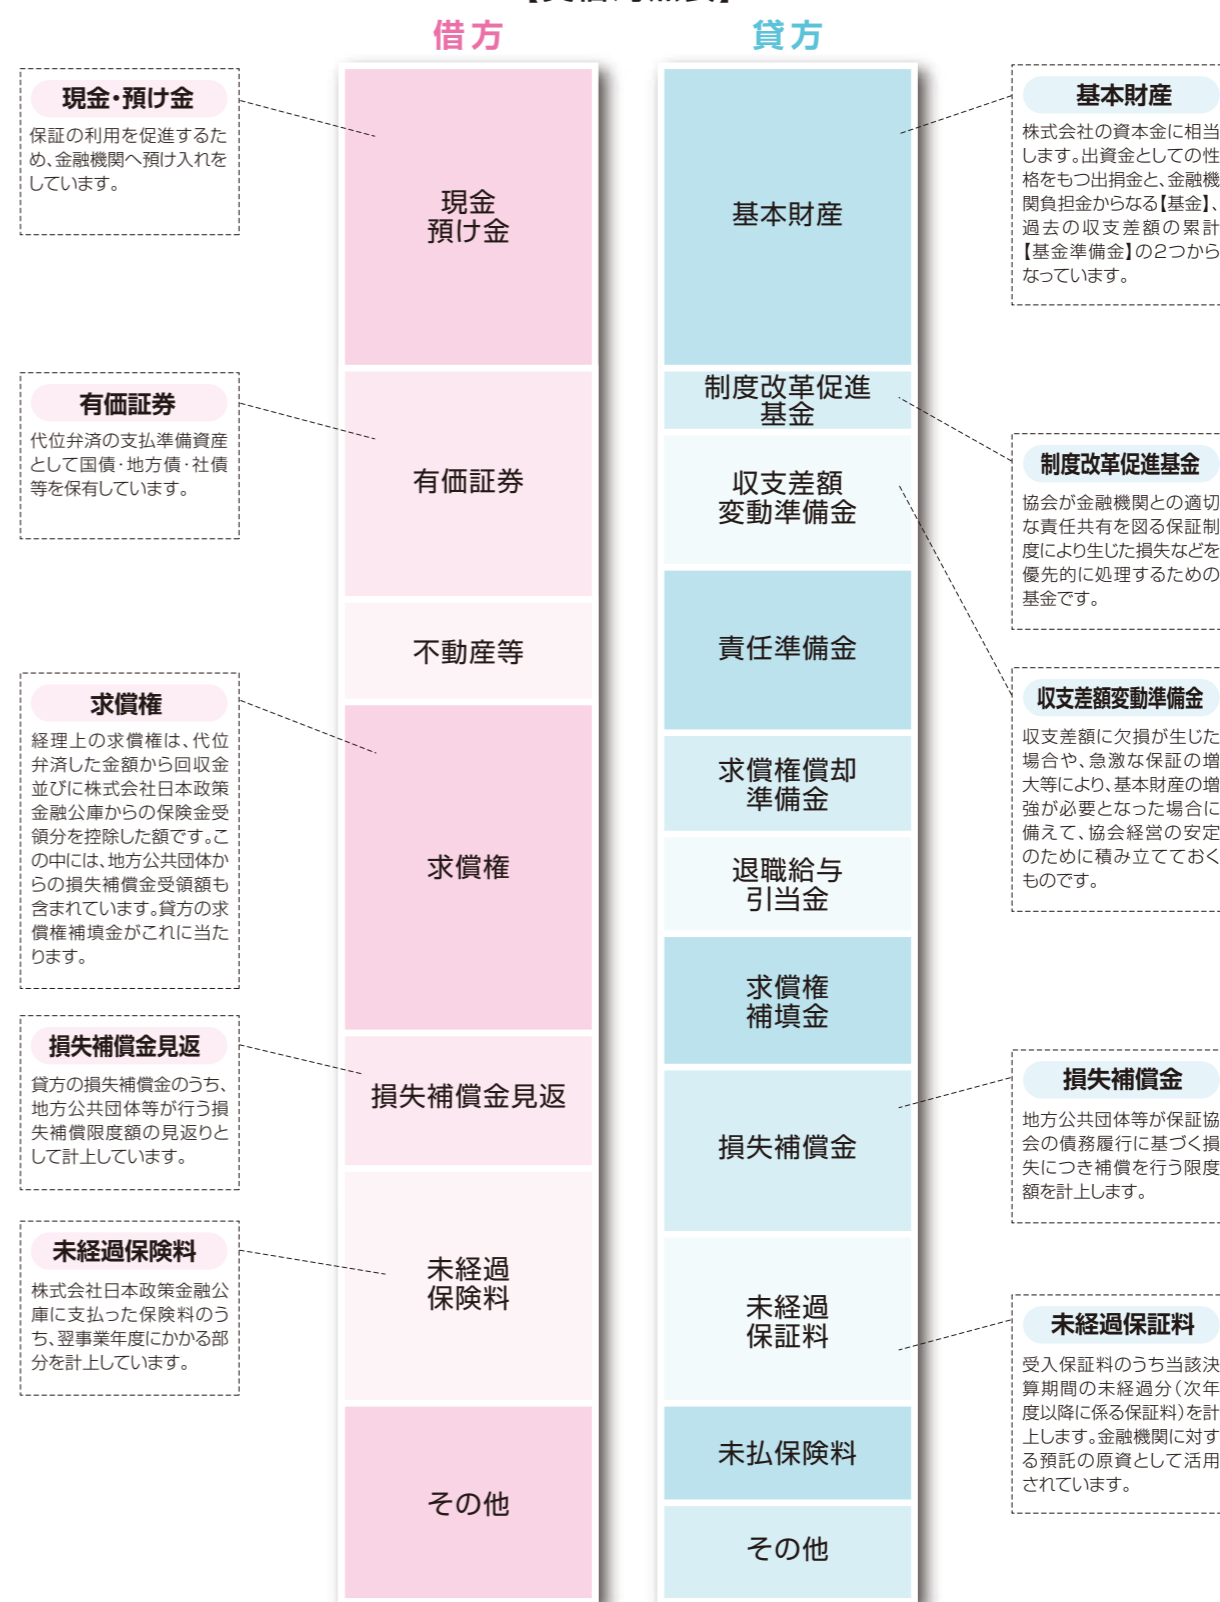 借方
現金・預け金
保証の利用を促進するた
め、金融機関へ預け入れを
しています。
有価証券
代位弁済の支払準備資産
として国債・地方債・社債
等を保有しています。
求償権
経理上の求償権は、代位
弁済した金額から回収金
並びに株式会社日本政策
金融公庫からの保険金受
領分を控除した額です。こ
の中には、地方公共団体か
らの損失補償金受領額も
含まれています。貸方の求
償権補填金がこれに当た
ります。
損失補償金見返
貸方の損失補償金のうち、
地方公共団体等が行う損
失補償限度額の見返りと
して計上しています。
未経過保険料
株式会社日本政策金融公
庫に支払った保険料のう
ち、翌事業年度にかかる部
分を計上しています。
現金
預け金
有価証券
不動産等
求償権
損失補償金見返
未経過
保険料
その他
貸方
基本財産
制度改革促進
基金
収支差額
変動準備金
責任準備金
求償権償却
準備金
退職給与
引当金
求償権
補填金
損失補償金
未経過
保証料
未払保険料
その他
基本財産
株式会社の資本金に相当
します。出資金としての性
格をもつ出捐金と、金融機
関負担金からなる【基金】、
過去の収支差額の累計
【基金準備金】の2つから
なっています。
制度改革促進基金
協会が金融機関との適切
な責任共有を図る保証制
度により生じた損失などを
優先的に処理するための
基金です。
収支差額変動準備金
収支差額に欠損が生じた
場合や、急激な保証の増
大等により、基本財産の増
強が必要となった場合に
備えて、協会経営の安定
のために積み立てておく
ものです。
損失補償金
地方公共団体等が保証協
会の債務履行に基づく損
失につき補償を行う限度
額を計上します。
未経過保証料
受入保証料のうち当該決
算期間の未経過分(次年
度以降に係る保証料)を計
上します。金融機関に対す
る預託の原資として活用
されています。